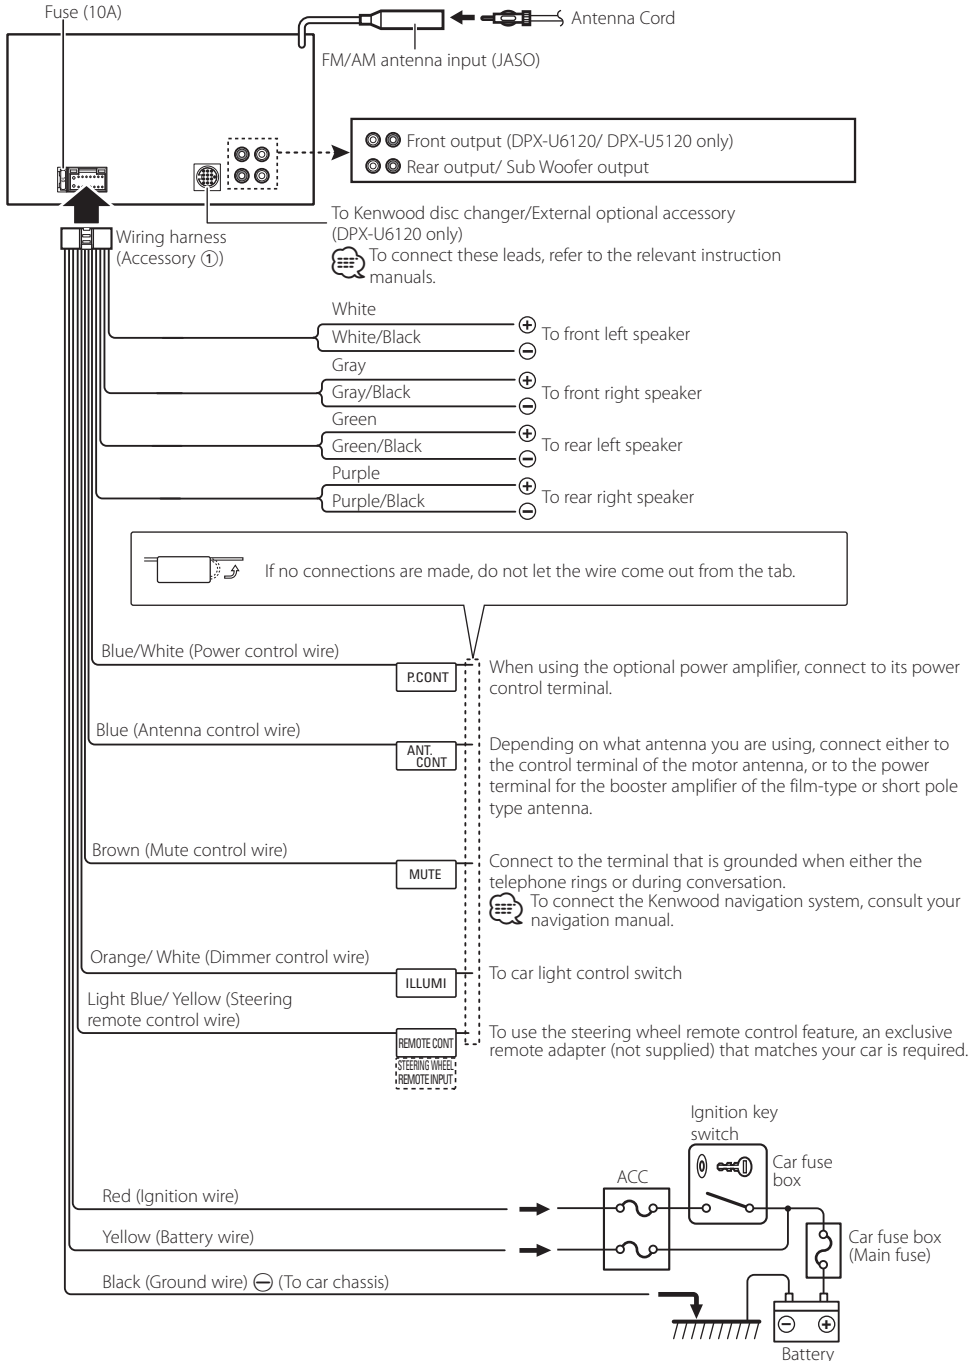 Fuse (10A)
Antenna Cord
FM/AM antenna input (JASO)
Front output (DPX-U6120/ DPX-U5120 only)
Rear output/ Sub Woofer output
To Kenwood disc changer/External optional accessory
(DPX-U6120 only)
To connect these leads, refer to the relevant instruction
manuals.
Wiring harness
(Accessory ①)
White
White/Black
⊕
⊖
To front left speaker
Gray
Gray/Black
⊕
⊖
To front right speaker
Green
Green/Black
⊕
⊖
To rear left speaker
Purple
Purple/Black
⊕
⊖
To rear right speaker
If no connections are made, do not let the wire come out from the tab.
Blue/White (Power control wire)
P.CONT
When using the optional power amplifier, connect to its power
control terminal.
Blue (Antenna control wire)
ANT.
CONT
Depending on what antenna you are using, connect either to
the control terminal of the motor antenna, or to the power
terminal for the booster amplifier of the film-type or short pole
type antenna.
Brown (Mute control wire)
MUTE
Connect to the terminal that is grounded when either the
telephone rings or during conversation.
To connect the Kenwood navigation system, consult your
navigation manual.
Orange/ White (Dimmer control wire)
ILLUMI
To car light control switch
Light Blue/ Yellow (Steering
remote control wire)
REMOTE CONT
STEERING WHEEL
REMOTE INPUT
To use the steering wheel remote control feature, an exclusive
remote adapter (not supplied) that matches your car is required.
Ignition key
switch
Car fuse
box
ACC
Red (Ignition wire)
Yellow (Battery wire)
Car fuse box
(Main fuse)
Black (Ground wire) ⊖ (To car chassis)
⊖ ⊕
Battery